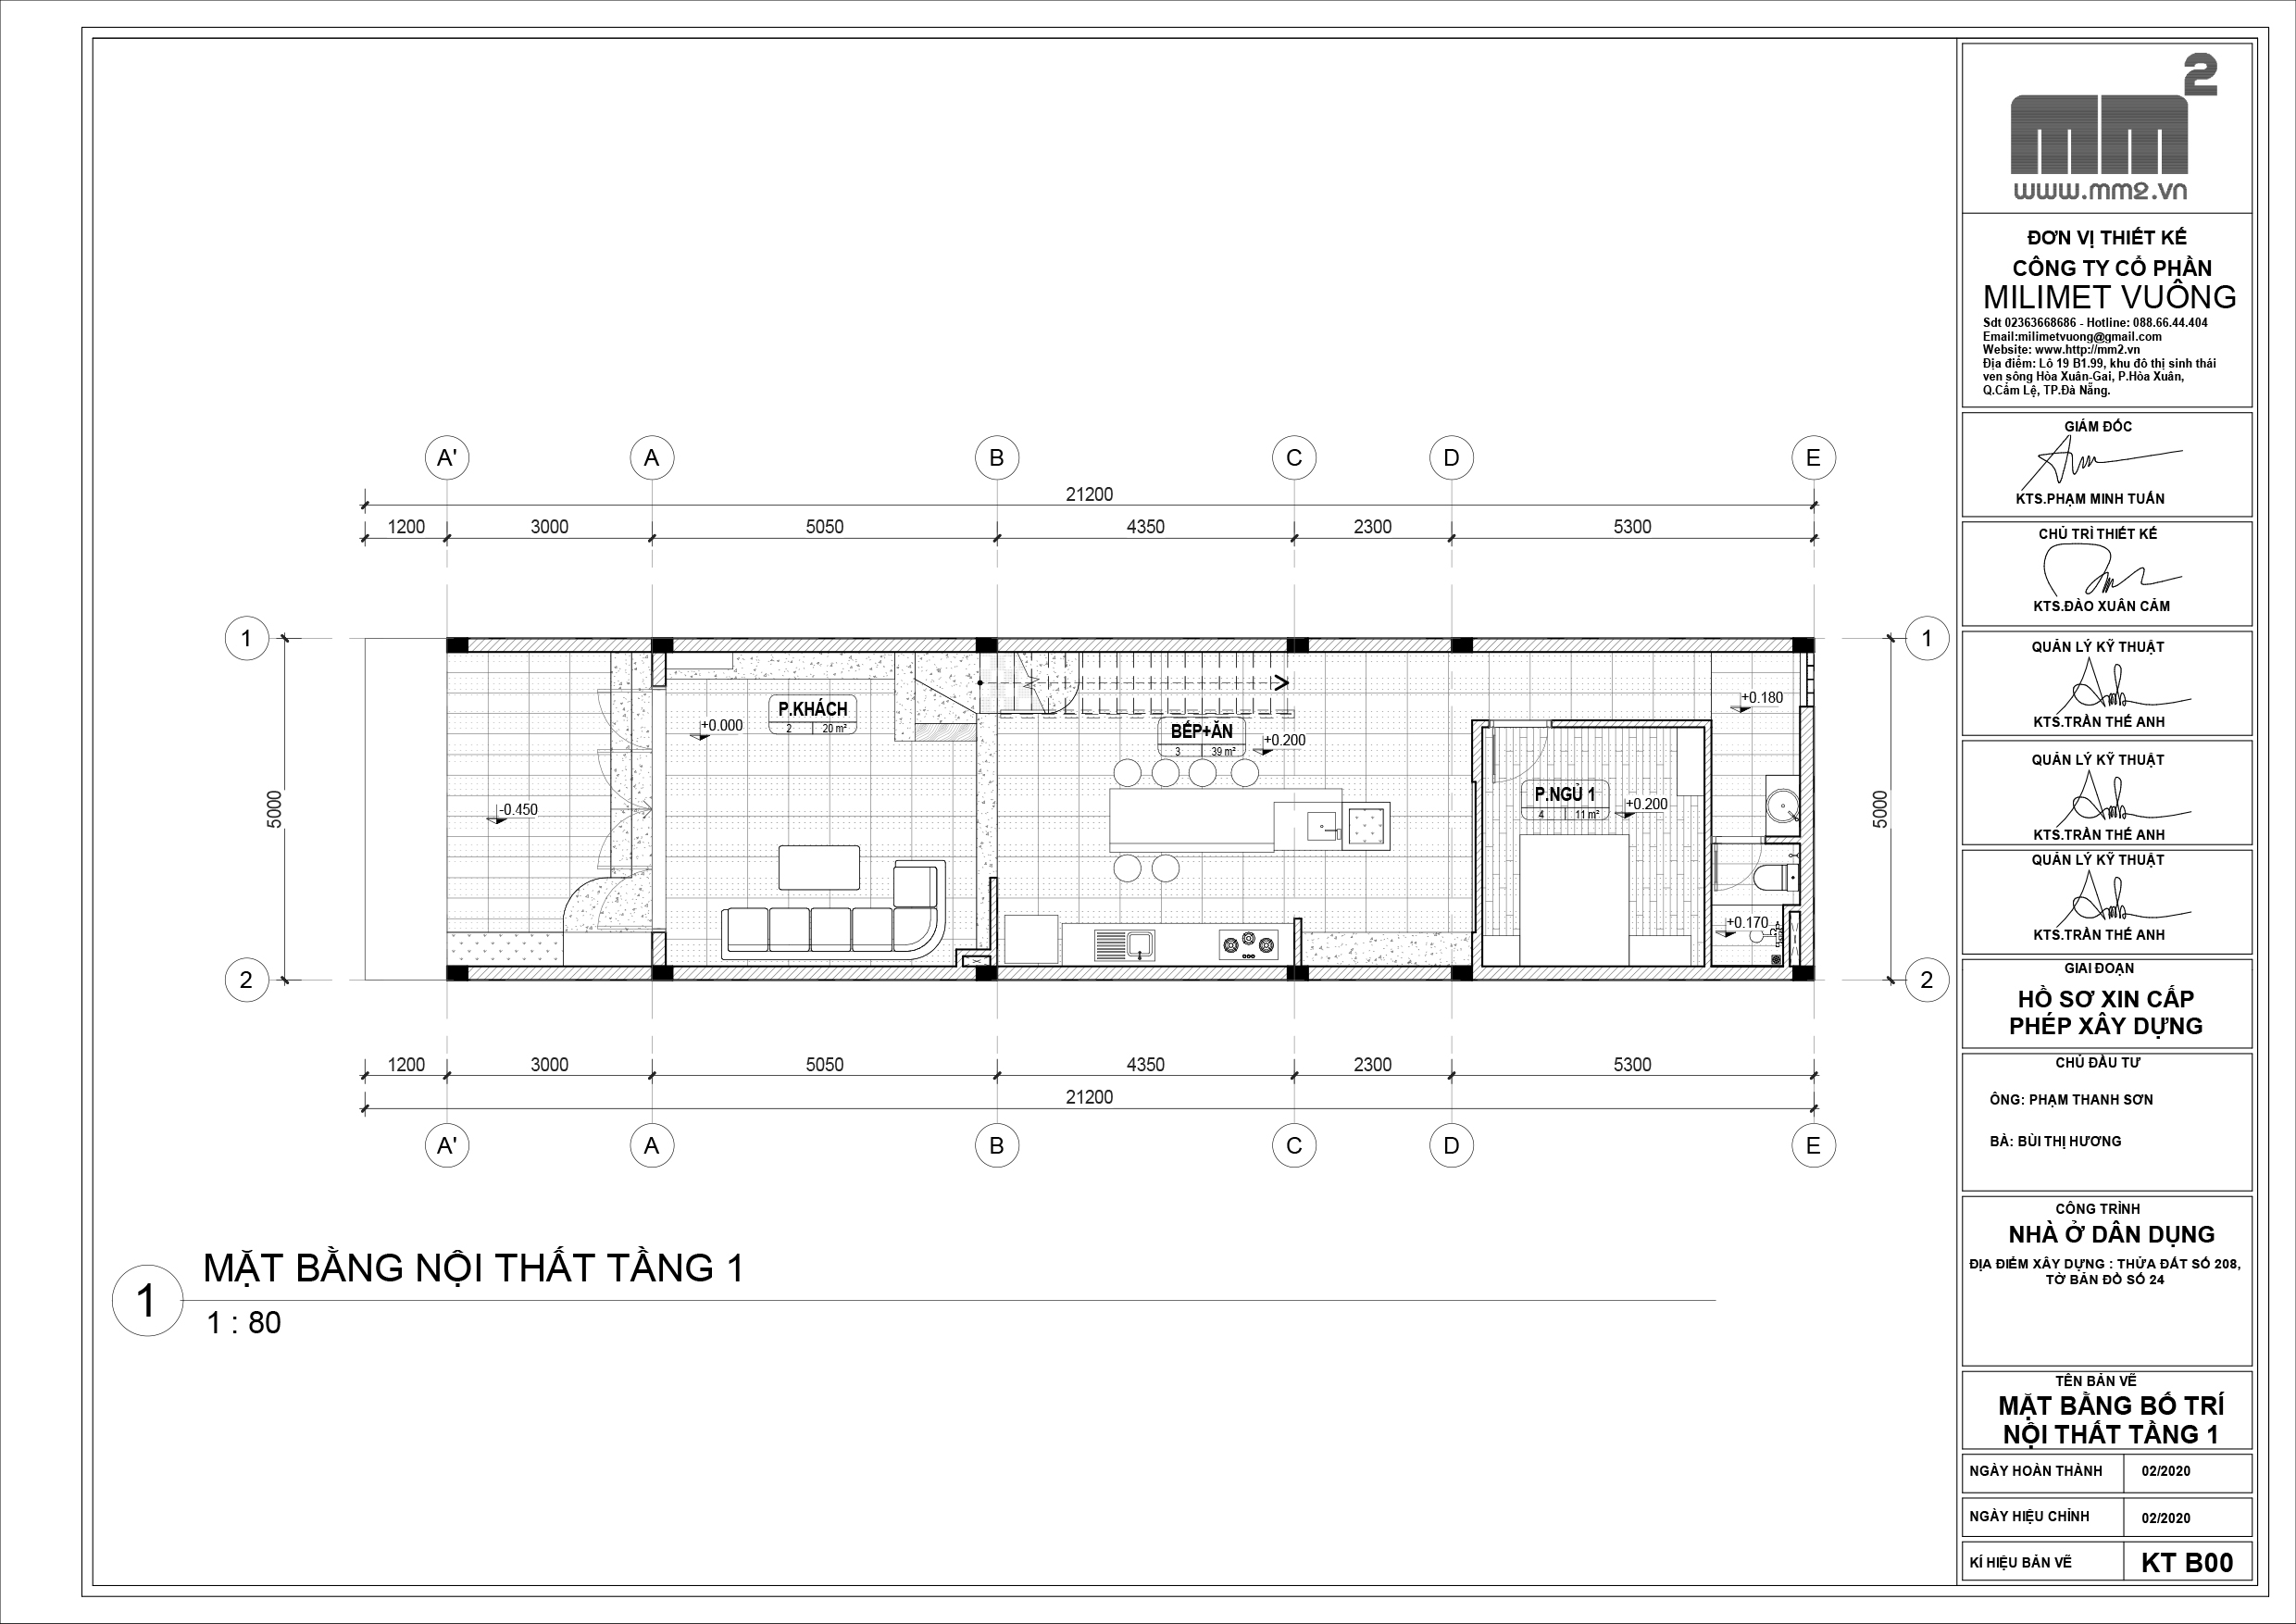 A' A B C D E
21200
1200 3000 5050 4350 2300 5300
1 1
5000 5000
P.KHÁCH
2 20 m²
+0.000
BẾP+ĂN
3 39 m²
+0.200
+0.180
-0.450
P.NGỦ 1
4 11 m²
+0.200
+0.170
2 2
1200 3000 5050 4350 2300 5300
21200
A' A B C D E
1 MẶT BẰNG NỘI THẤT TẦNG 1
1 : 80
mm2
www.mm2.vn
ĐƠN VỊ THIẾT KẾ
CÔNG TY CỔ PHẦN
MILIMET VUÔNG
Sdt 02363668686 - Hotline: 088.66.44.404
Email:milimetvuong@gmail.com
Website: www.http://mm2.vn
Địa điểm: Lô 19 B1.99, khu đô thị sinh thái
ven sông Hòa Xuân-Gai, P.Hòa Xuân,
Q.Cẩm Lệ, TP.Đà Nẵng.
GIÁM ĐỐC
KTS.PHẠM MINH TUẤN
CHỦ TRÌ THIẾT KẾ
KTS.ĐÀO XUÂN CẢM
QUẢN LÝ KỸ THUẬT
KTS.TRẦN THẾ ANH
QUẢN LÝ KỸ THUẬT
KTS.TRẦN THẾ ANH
QUẢN LÝ KỸ THUẬT
KTS.TRẦN THẾ ANH
GIAI ĐOẠN
HỒ SƠ XIN CẤP
PHÉP XÂY DỰNG
CHỦ ĐẦU TƯ
ÔNG: PHẠM THANH SƠN
BÀ: BÙI THỊ HƯƠNG
CÔNG TRÌNH
NHÀ Ở DÂN DỤNG
ĐỊA ĐIỂM XÂY DỰNG : THỬA ĐẤT SỐ 208,
TỜ BẢN ĐỒ SỐ 24
TÊN BẢN VẼ
MẶT BẰNG BỐ TRÍ
NỘI THẤT TẦNG 1
NGÀY HOÀN THÀNH 02/2020
NGÀY HIỆU CHỈNH 02/2020
KÍ HIỆU BẢN VẼ KT B00